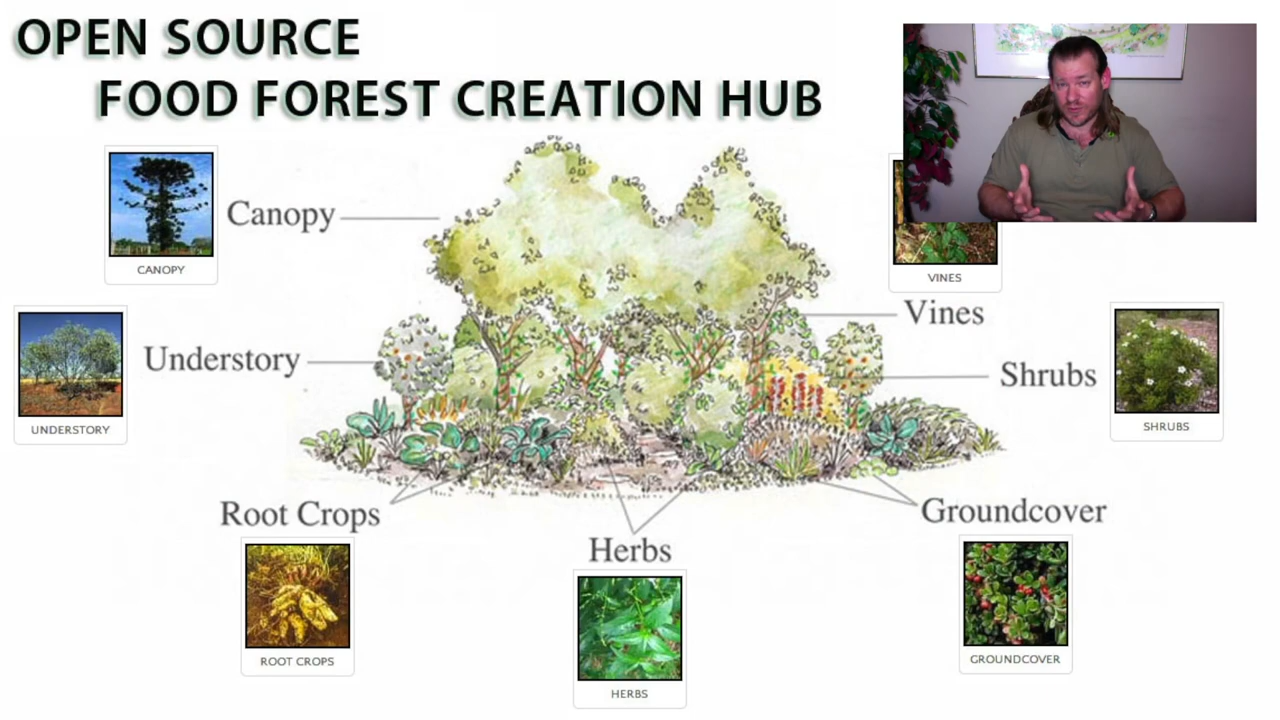 OPEN SOURCE
FOOD FOREST CREATION HUB
CANOPY
Canopy
VINES
Vines
UNDERSTORY
Understory
Shrubs
SHRUBS
Root Crops
ROOT CROPS
Herbs
HERBS
Groundcover
GROUNDCOVER